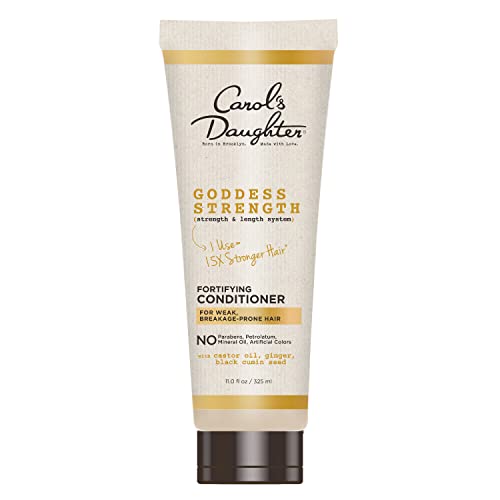 Carol's
Daughter®
Born in Brooklyn. Made with Love.
GODDESS
STRENGTH
(strength & length system)
1 Use=
15X Stronger Hair*
FORTIFYING
CONDITIONER
FOR WEAK,
BREAKAGE-PRONE HAIR
NO Parabens, Petrolatum,
Mineral Oil, Artificial Colors
with castor oil, ginger,
black cumin seed
11.0 fl oz / 325 ml